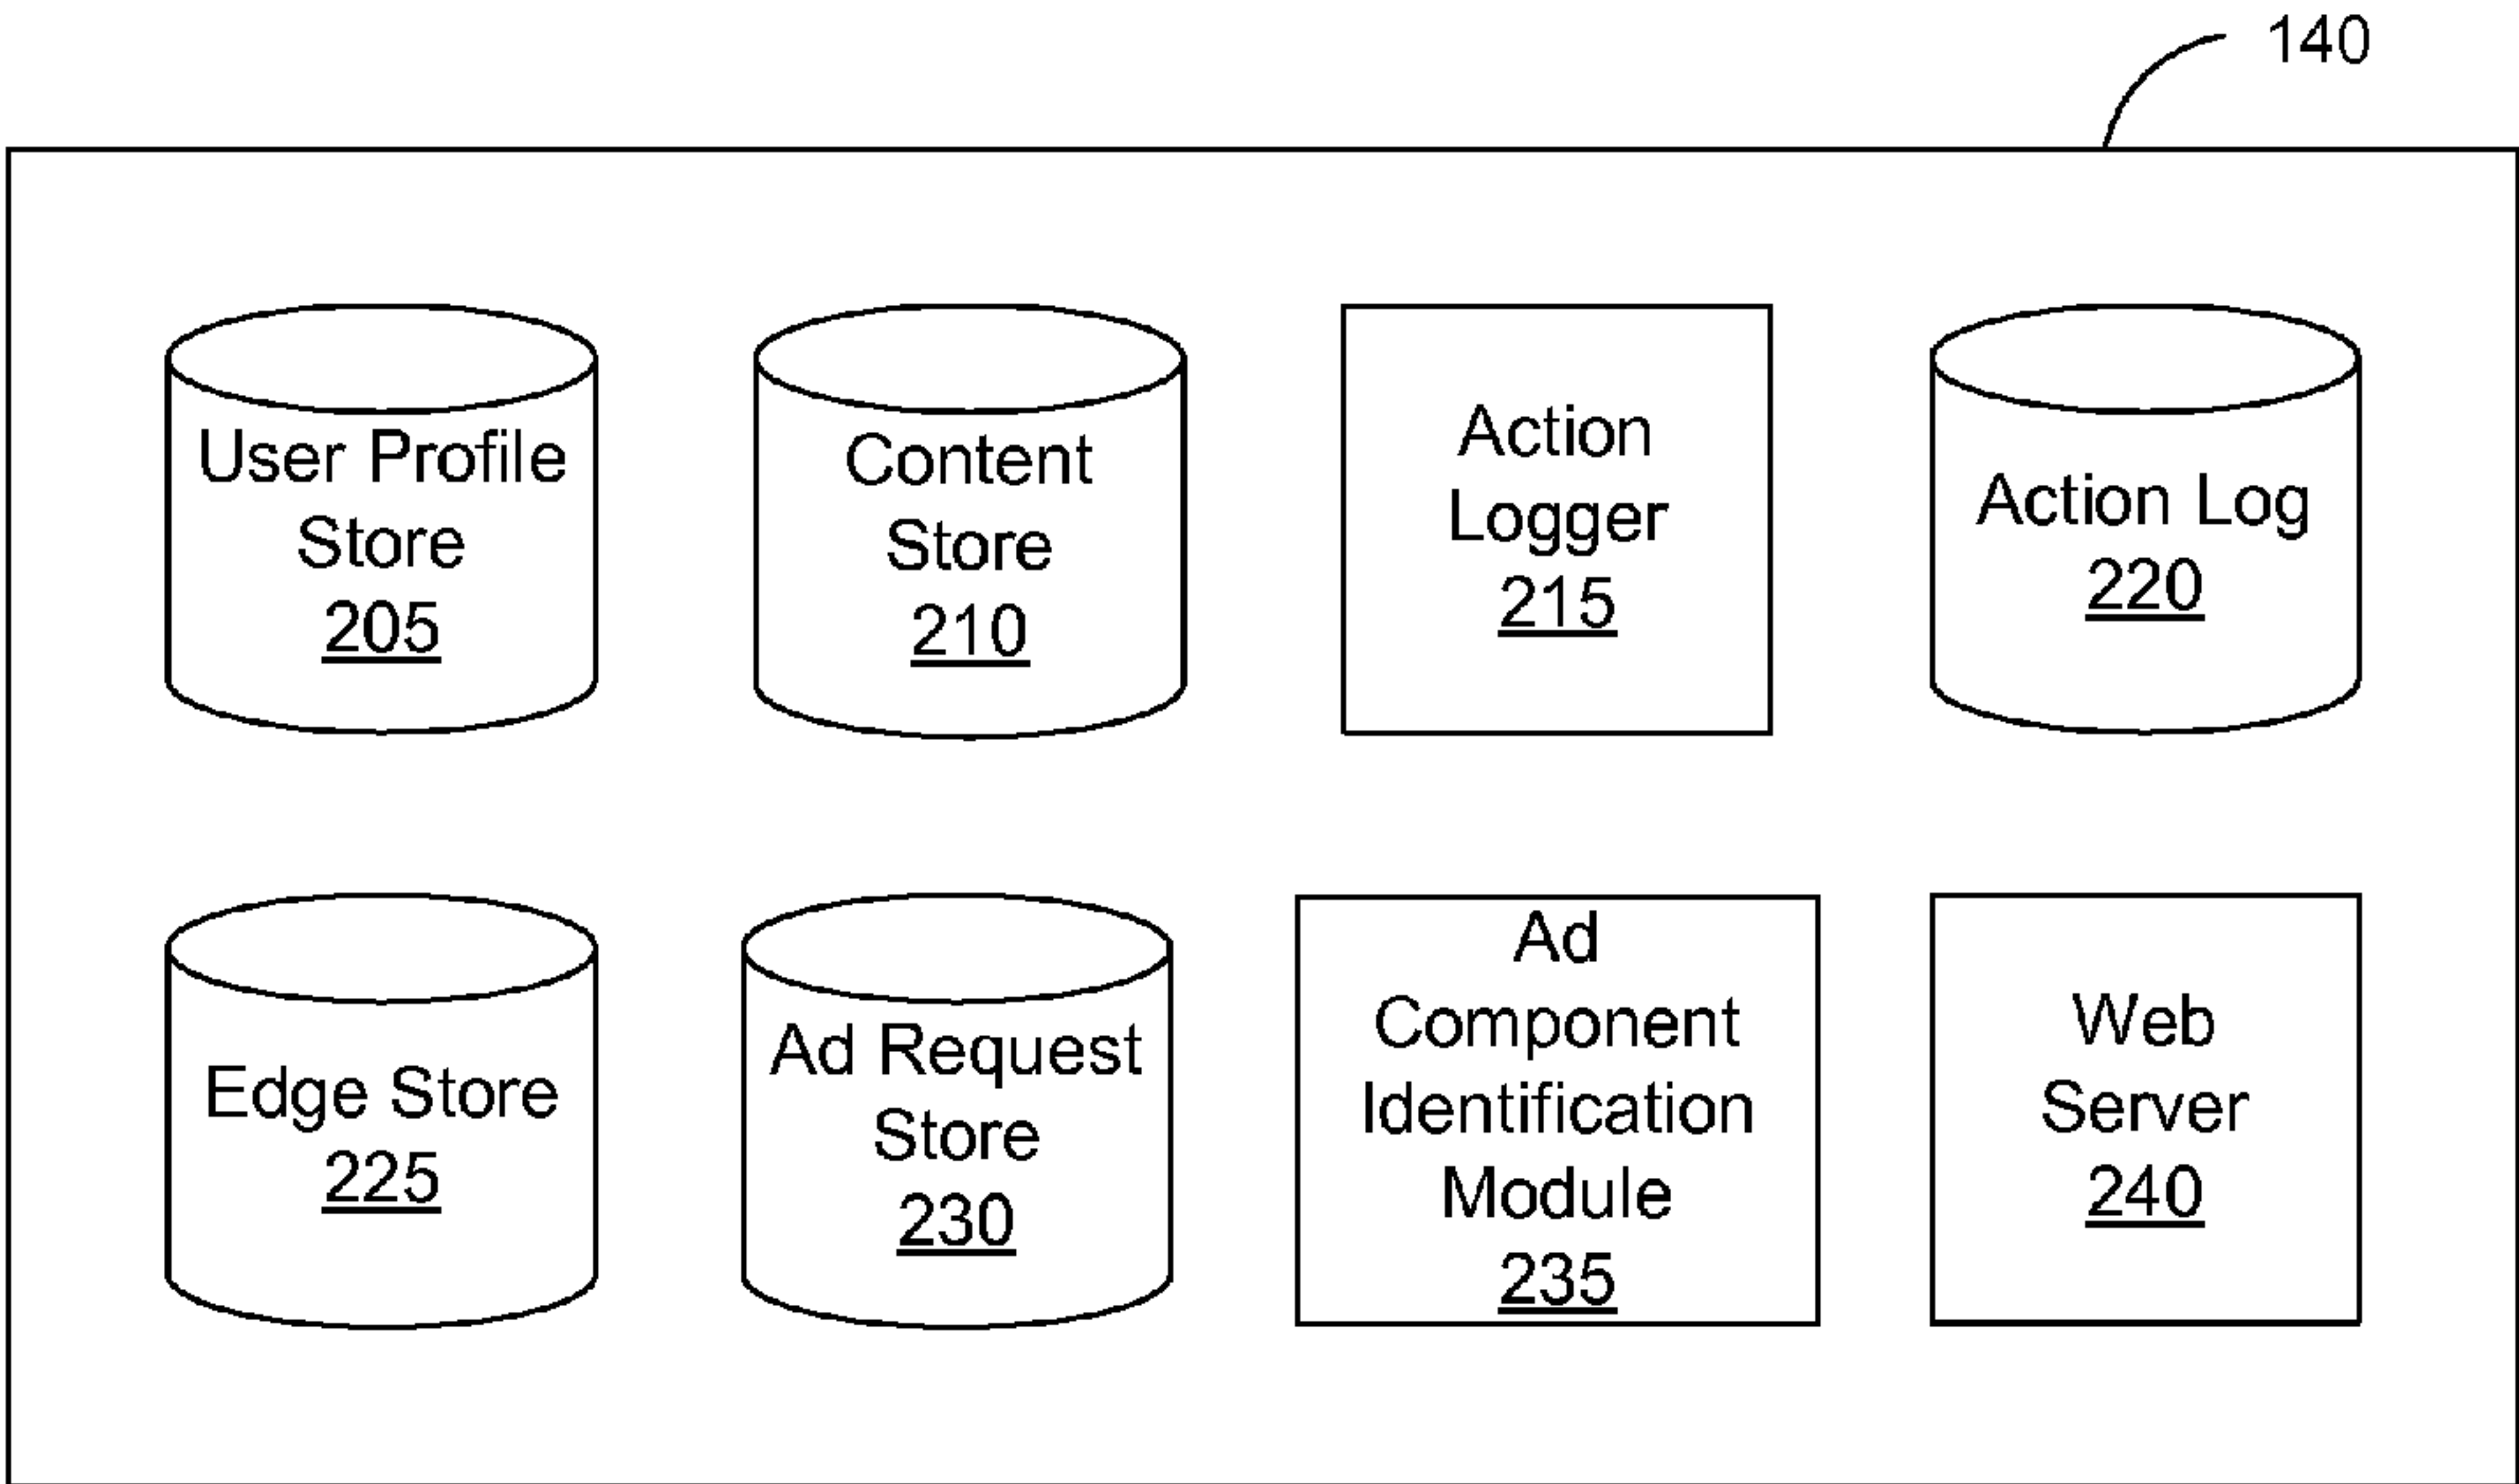 140
User Profile
Store
205
Content
Store
210
Action
Logger
215
Action Log
220
Edge Store
225
Ad Request
Store
230
Ad
Component
Identification
Module
235
Web
Server
240